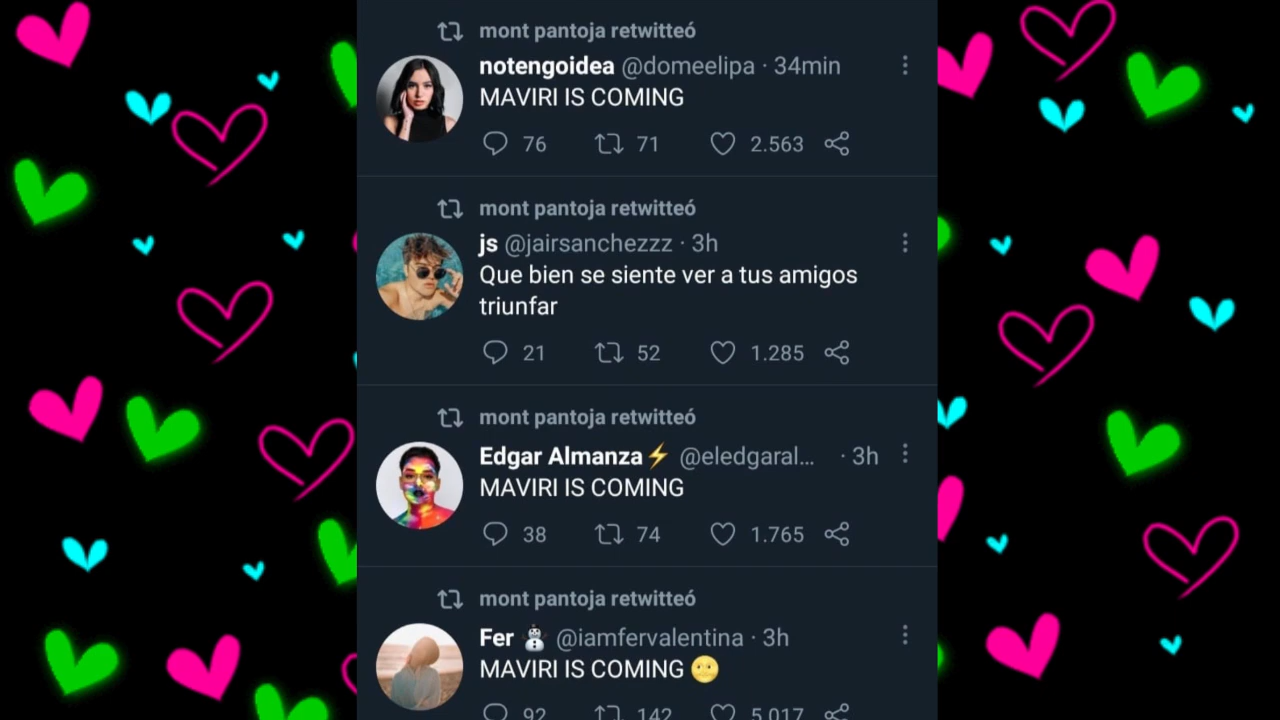 mont pantoja retwitteó
notengoidea @domeelipa · 34min
MAVIRI IS COMING
76 71 2.563
mont pantoja retwitteó
js @jairsanchezzz · 3h
Que bien se siente ver a tus amigos
triunfar
21 52 1.285
mont pantoja retwitteó
Edgar Almanza⚡ @eledgaral... · 3h
MAVIRI IS COMING
38 74 1.765
mont pantoja retwitteó
Fer ⛄ @iamfervalentina · 3h
MAVIRI IS COMING 🌝
92 142 5.017